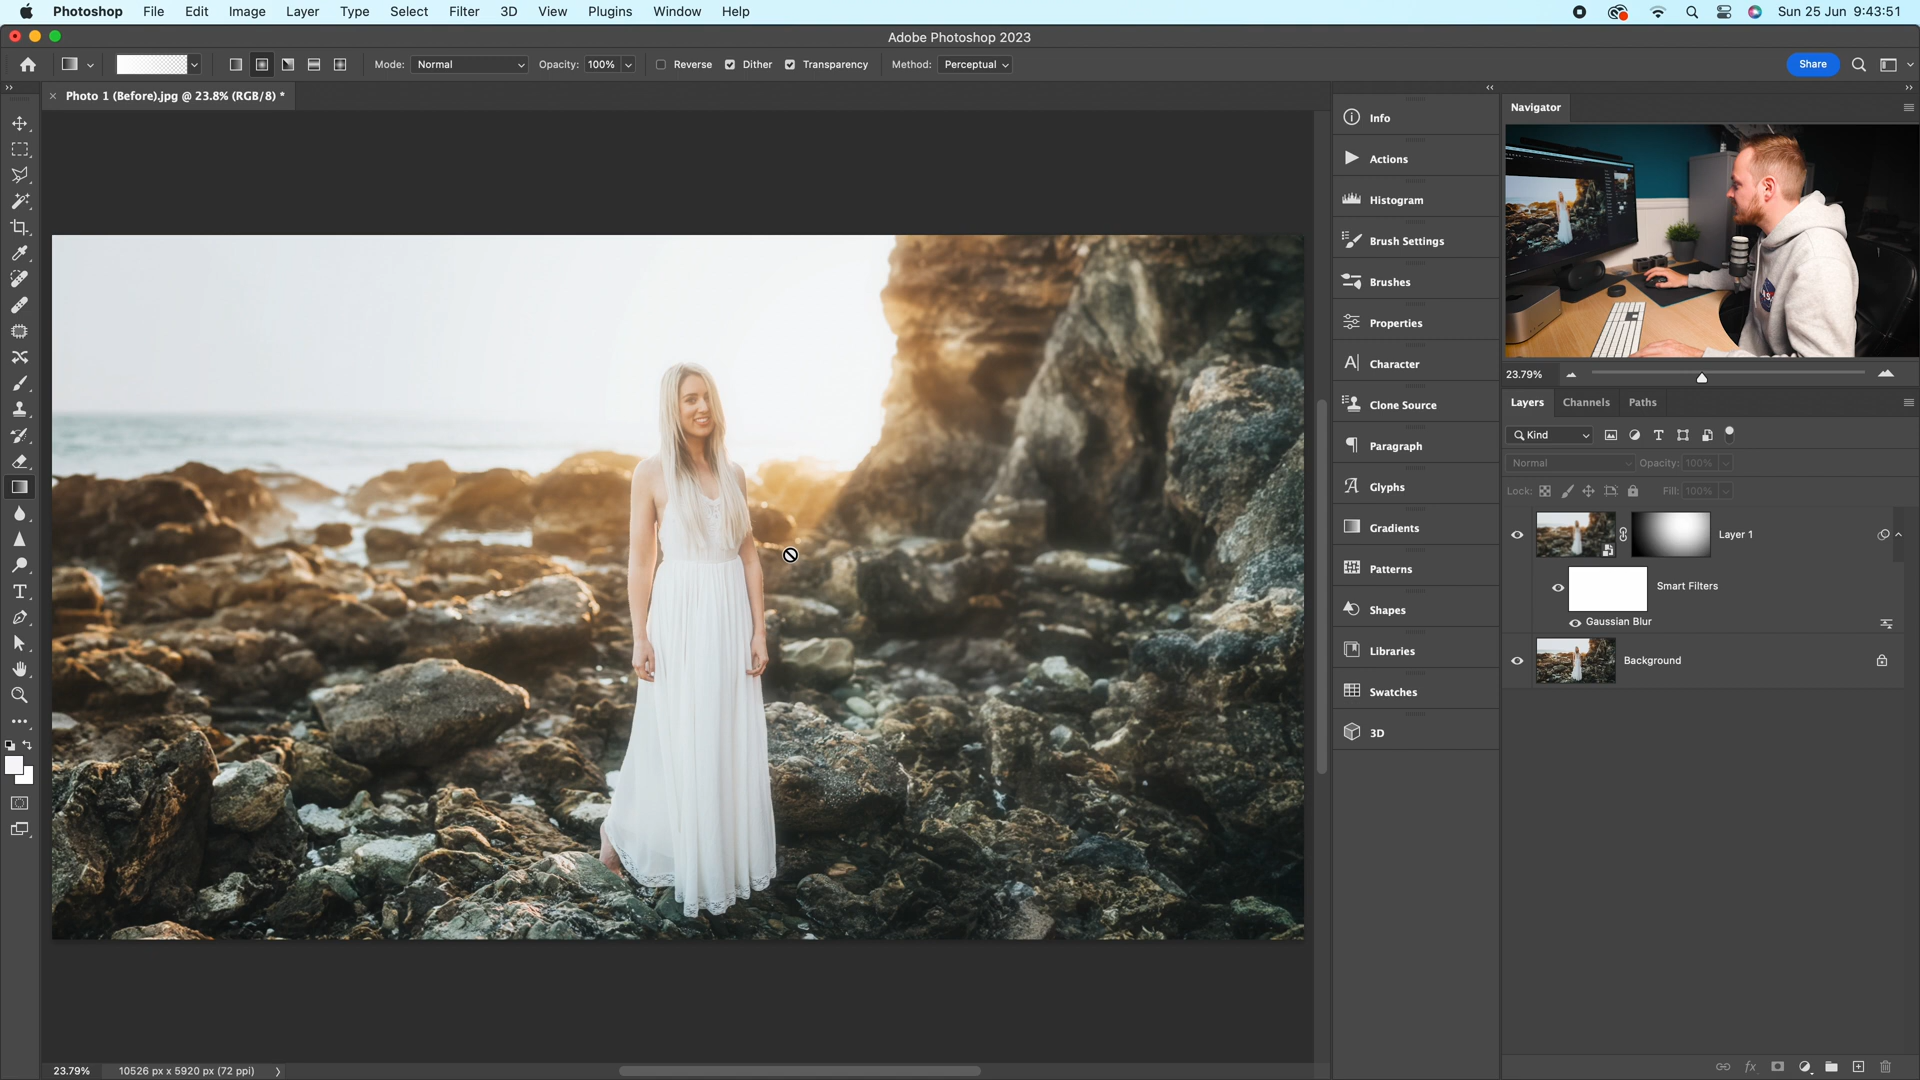 Photoshop File Edit Image Layer Type Select Filter 3D View Plugins Window Help Sun 25 Jun 9:43:51
Adobe Photoshop 2023
Mode: Normal Opacity: 100% Reverse Dither Transparency Method: Perceptual Share
Photo 1 (Before).jpg @ 23.8% (RGB/8) *
Info
Actions
Histogram
Brush Settings
Brushes
Properties
Character
Clone Source
Paragraph
Glyphs
Gradients
Patterns
Shapes
Libraries
Swatches
3D
Navigator
23.79%
Layers Channels Paths
Kind
Normal Opacity: 100%
Lock: Fill: 100%
Layer 1
Smart Filters
Gaussian Blur
Background
23.79% 10526 px x 5920 px (72 ppi)